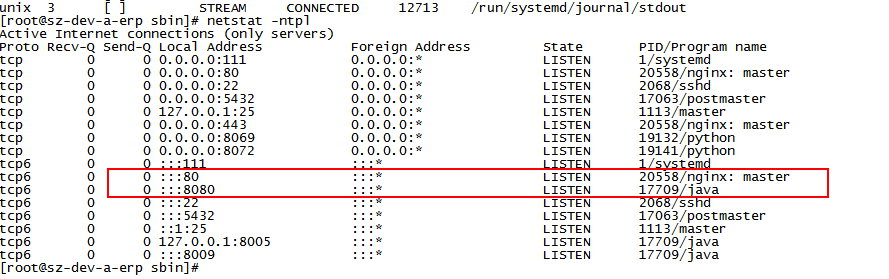 unix  3      [ ]         STREAM     CONNECTED     12713    /run/systemd/journal/stdout
[root@sz-dev-a-erp sbin]# netstat -ntpl
Active Internet connections (only servers)
Proto Recv-Q Send-Q Local Address           Foreign Address         State       PID/Program name
tcp        0      0 0.0.0.0:111             0.0.0.0:*               LISTEN      1/systemd
tcp        0      0 0.0.0.0:80              0.0.0.0:*               LISTEN      20558/nginx: master
tcp        0      0 0.0.0.0:22              0.0.0.0:*               LISTEN      2068/sshd
tcp        0      0 0.0.0.0:5432            0.0.0.0:*               LISTEN      17063/postmaster
tcp        0      0 127.0.0.1:25            0.0.0.0:*               LISTEN      1113/master
tcp        0      0 0.0.0.0:443             0.0.0.0:*               LISTEN      20558/nginx: master
tcp        0      0 0.0.0.0:8069            0.0.0.0:*               LISTEN      19132/python
tcp        0      0 0.0.0.0:8072            0.0.0.0:*               LISTEN      19141/python
tcp6       0      0 :::111                  :::*                    LISTEN      1/systemd
tcp6       0      0 :::80                   :::*                    LISTEN      20558/nginx: master
tcp6       0      0 :::8080                 :::*                    LISTEN      17709/java
tcp6       0      0 :::22                   :::*                    LISTEN      2068/sshd
tcp6       0      0 :::5432                 :::*                    LISTEN      17063/postmaster
tcp6       0      0 ::1:25                  :::*                    LISTEN      1113/master
tcp6       0      0 127.0.0.1:8005          :::*                    LISTEN      17709/java
tcp6       0      0 :::8009                 :::*                    LISTEN      17709/java
[root@sz-dev-a-erp sbin]#